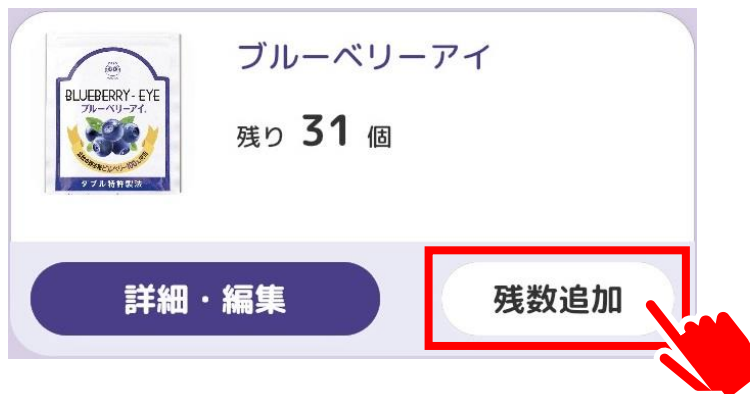 ブルーベリーアイ
残り 31 個
BLUEBERRY-EYE
ブルーベリーアイ
ダブル特許製法
詳細・編集
残数追加